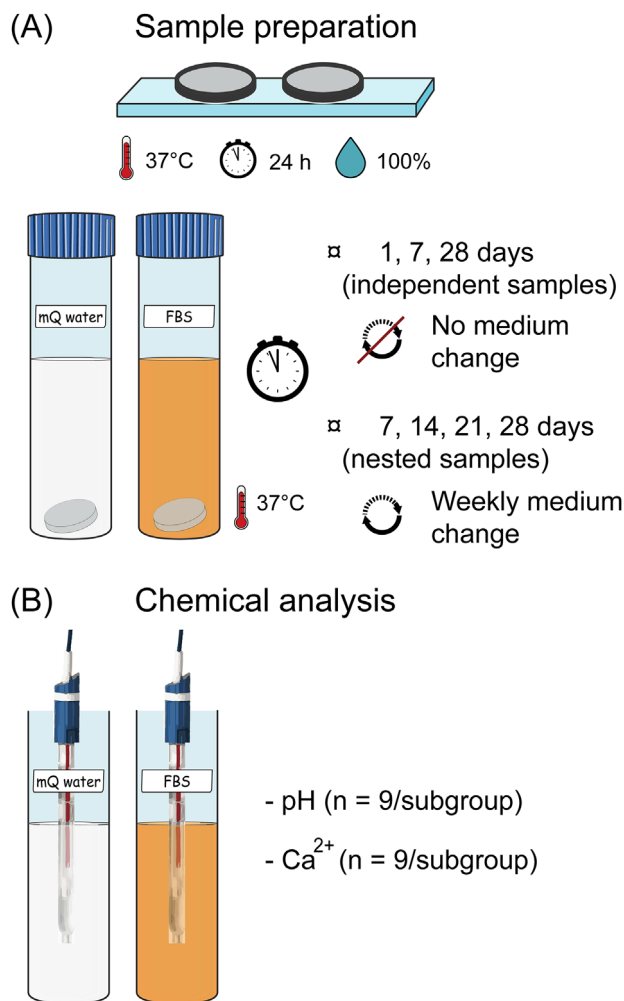 (A) Sample preparation
37°C 24 h 100%
mQ water FBS
¤ 1, 7, 28 days
(independent samples)
No medium
change
¤ 7, 14, 21, 28 days
(nested samples)
37°C
Weekly medium
change
(B) Chemical analysis
mQ water FBS
- pH (n = 9/subgroup)
- Ca²⁺ (n = 9/subgroup)